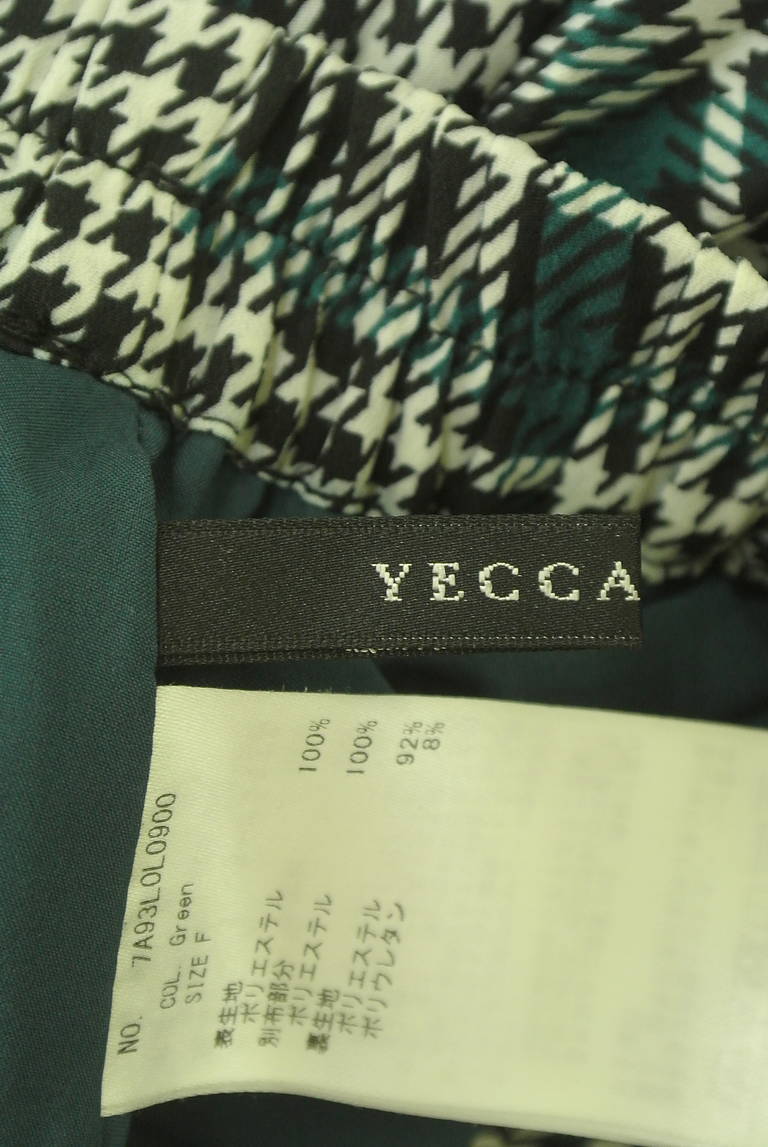 YECCA
NO. 7A93L0L0900
COL. Green
SIZE F
表生地
ポリエステル 100%
別布部分
ポリエステル 100%
裏生地
ポリエステル 92%
ポリウレタン 8%